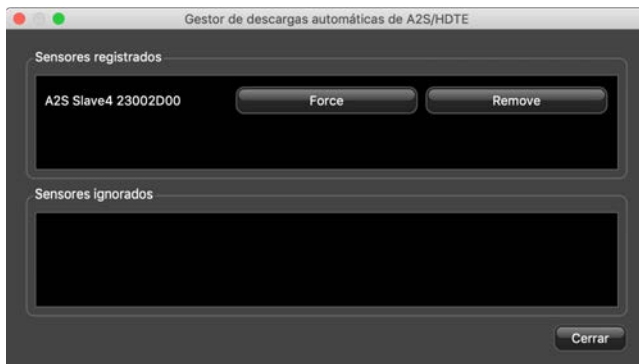 Gestor de descargas automáticas de A2S/HDTE
Sensores registrados
A2S Slave4 23002D00 Force Remove
Sensores ignorados
Cerrar